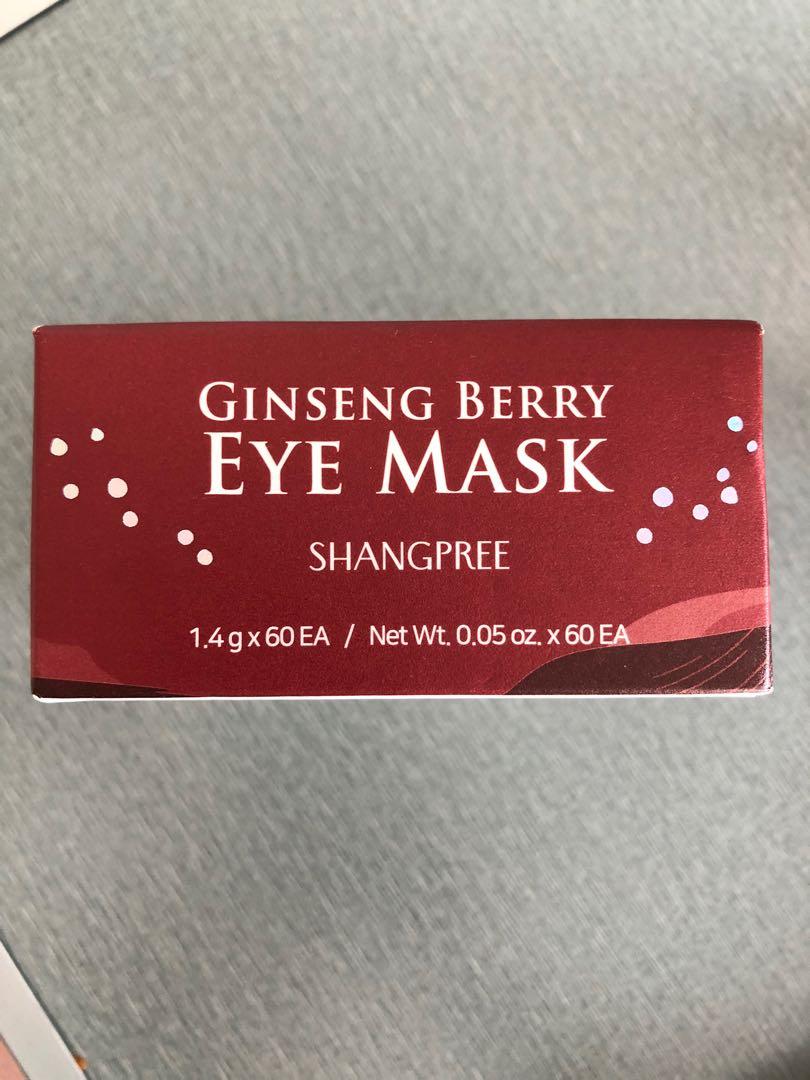 GINSENG BERRY
EYE MASK
SHANGPREE
1.4 g x 60 EA / Net Wt. 0.05 oz. x 60 EA